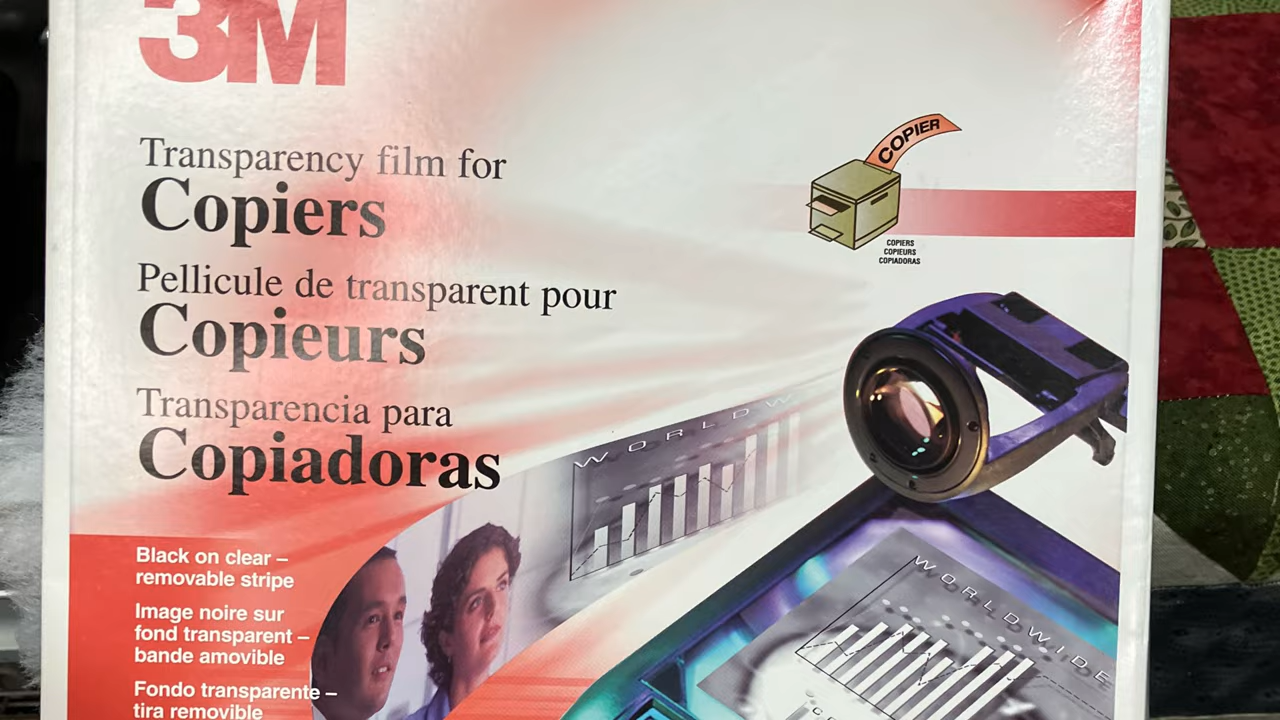 3M
Transparency film for
Copiers
Pellicule de transparent pour
Copieurs
Transparencia para
Copiadoras
COPIER
COPIERS
COPIEURS
COPIADORAS
WORLDW
Black on clear –
removable stripe
Image noire sur
fond transparent –
bande amovible
Fondo transparente –
tira removible
WORLDWIDE